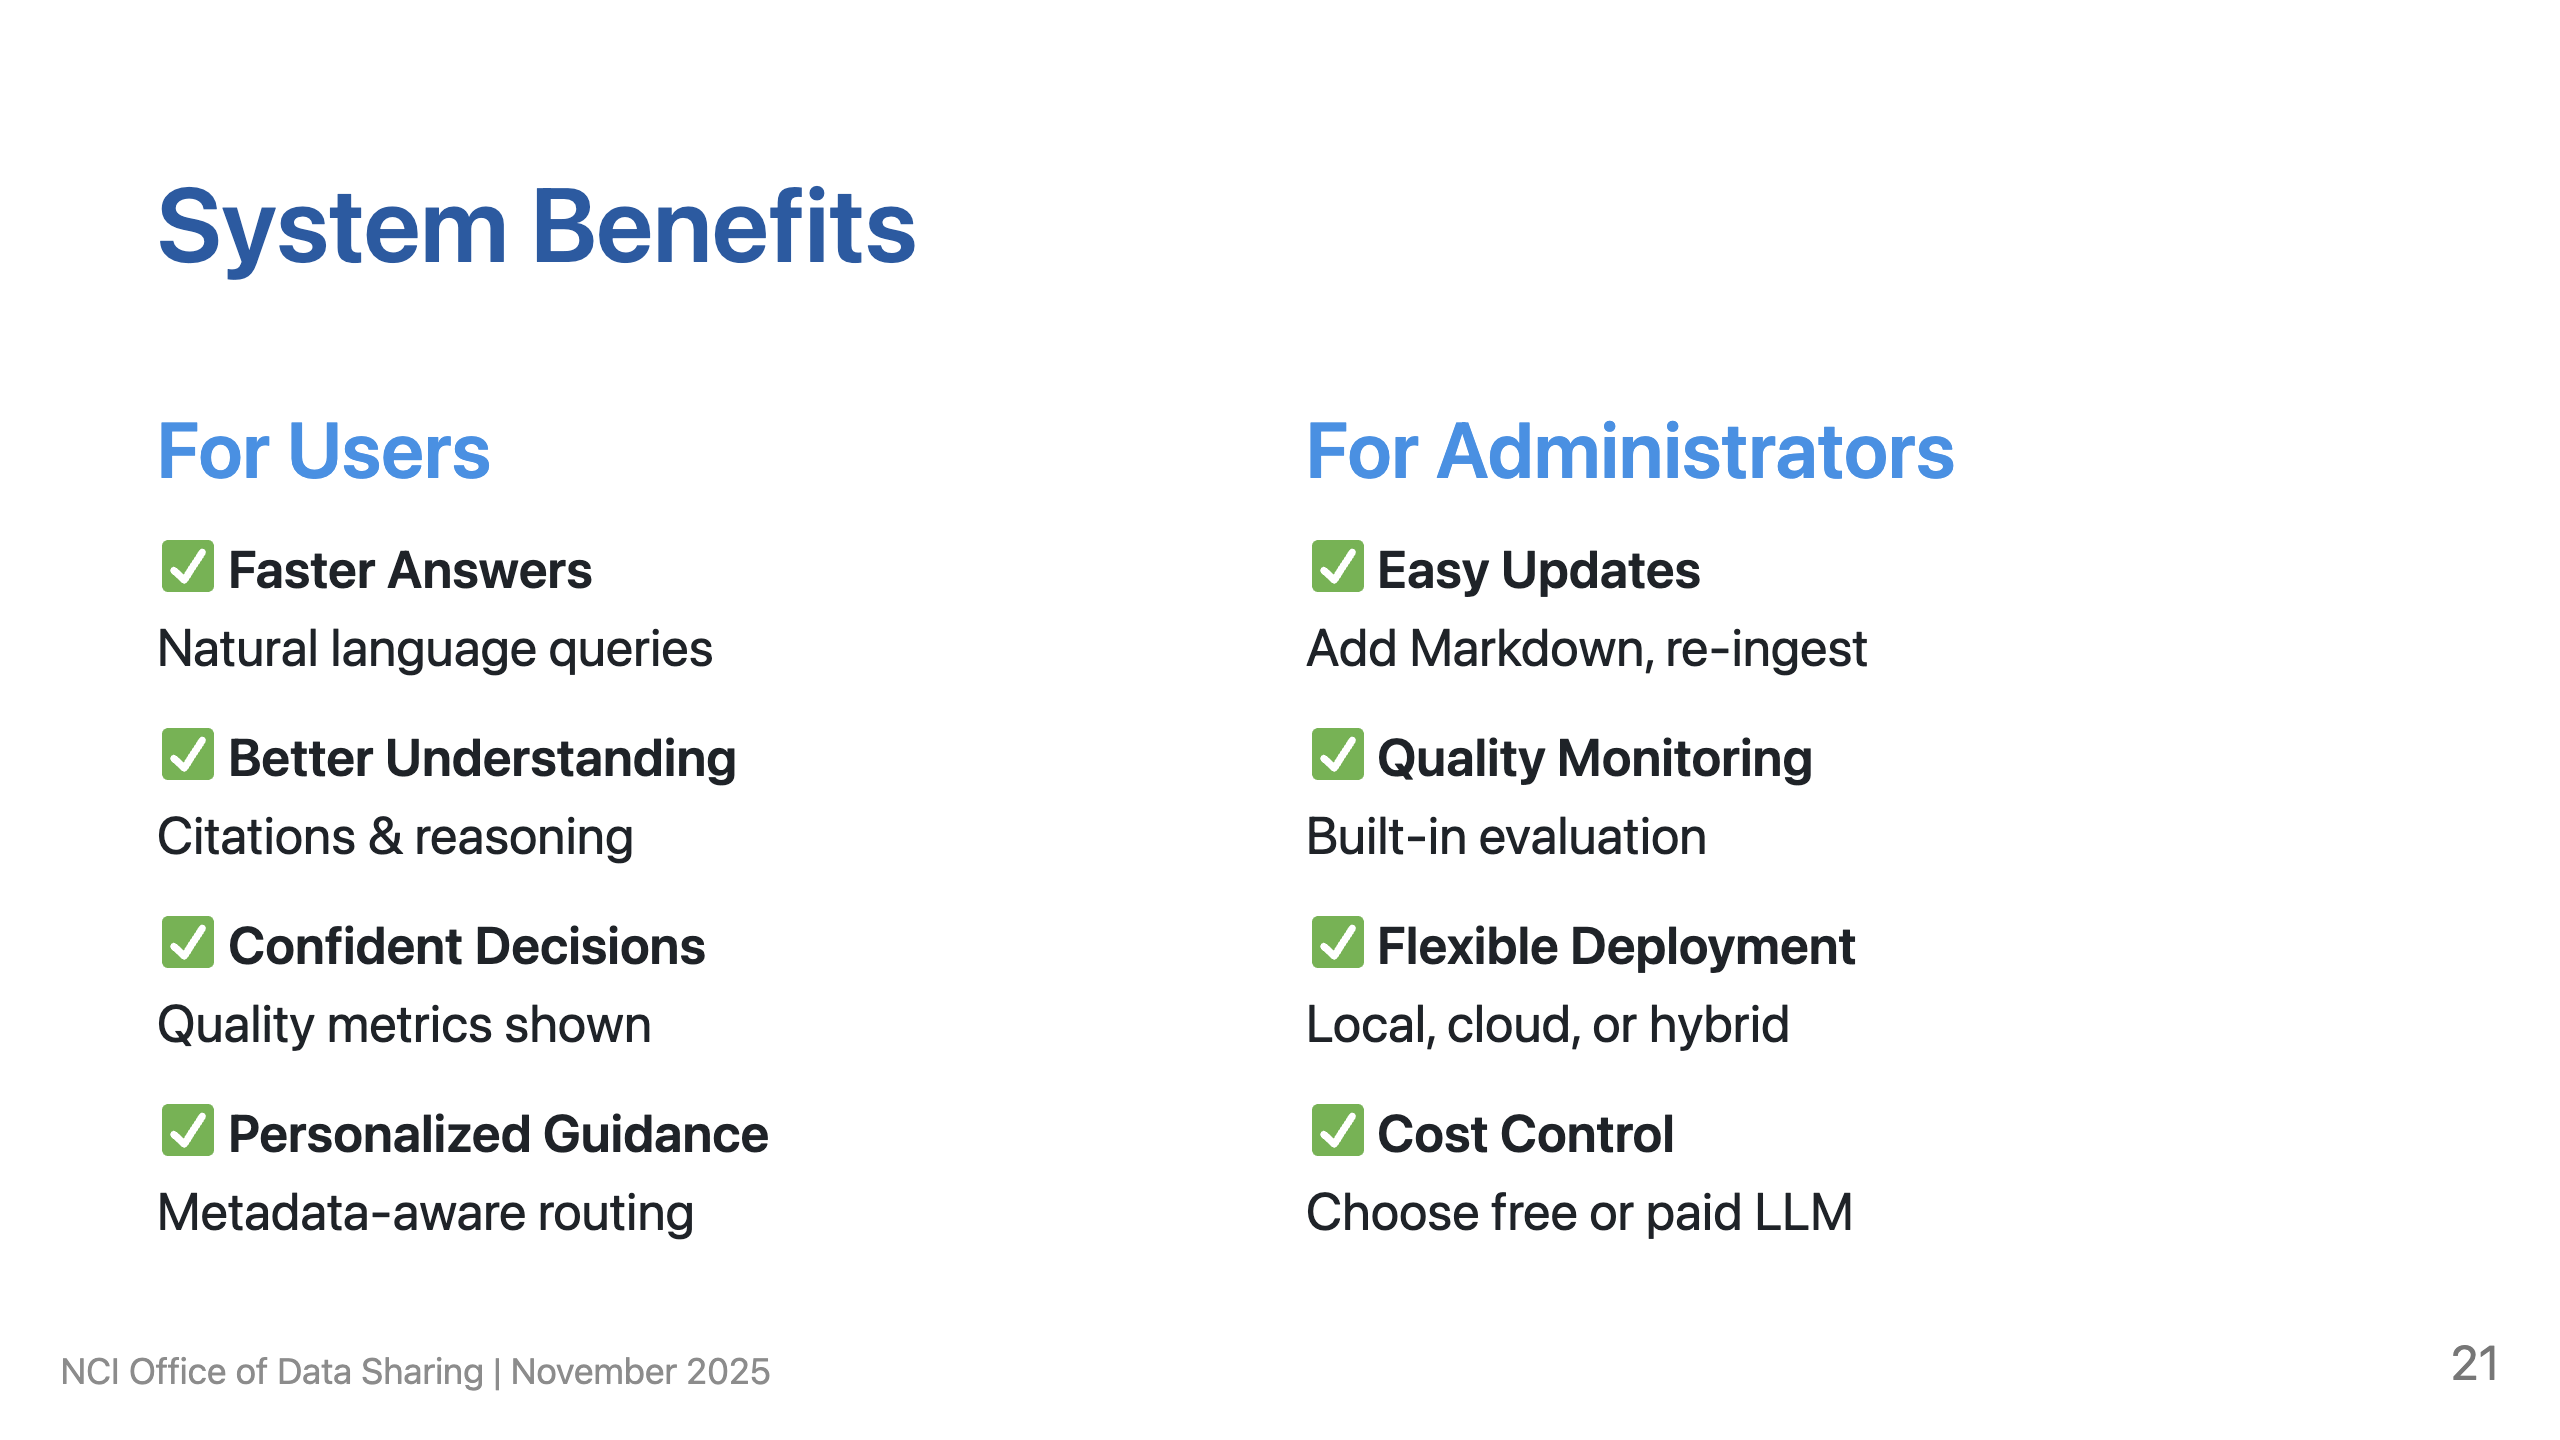 System Benefits
For Users
✅ Faster Answers
Natural language queries
✅ Better Understanding
Citations & reasoning
✅ Confident Decisions
Quality metrics shown
✅ Personalized Guidance
Metadata-aware routing
For Administrators
✅ Easy Updates
Add Markdown, re-ingest
✅ Quality Monitoring
Built-in evaluation
✅ Flexible Deployment
Local, cloud, or hybrid
✅ Cost Control
Choose free or paid LLM
NCI Office of Data Sharing | November 2025
21